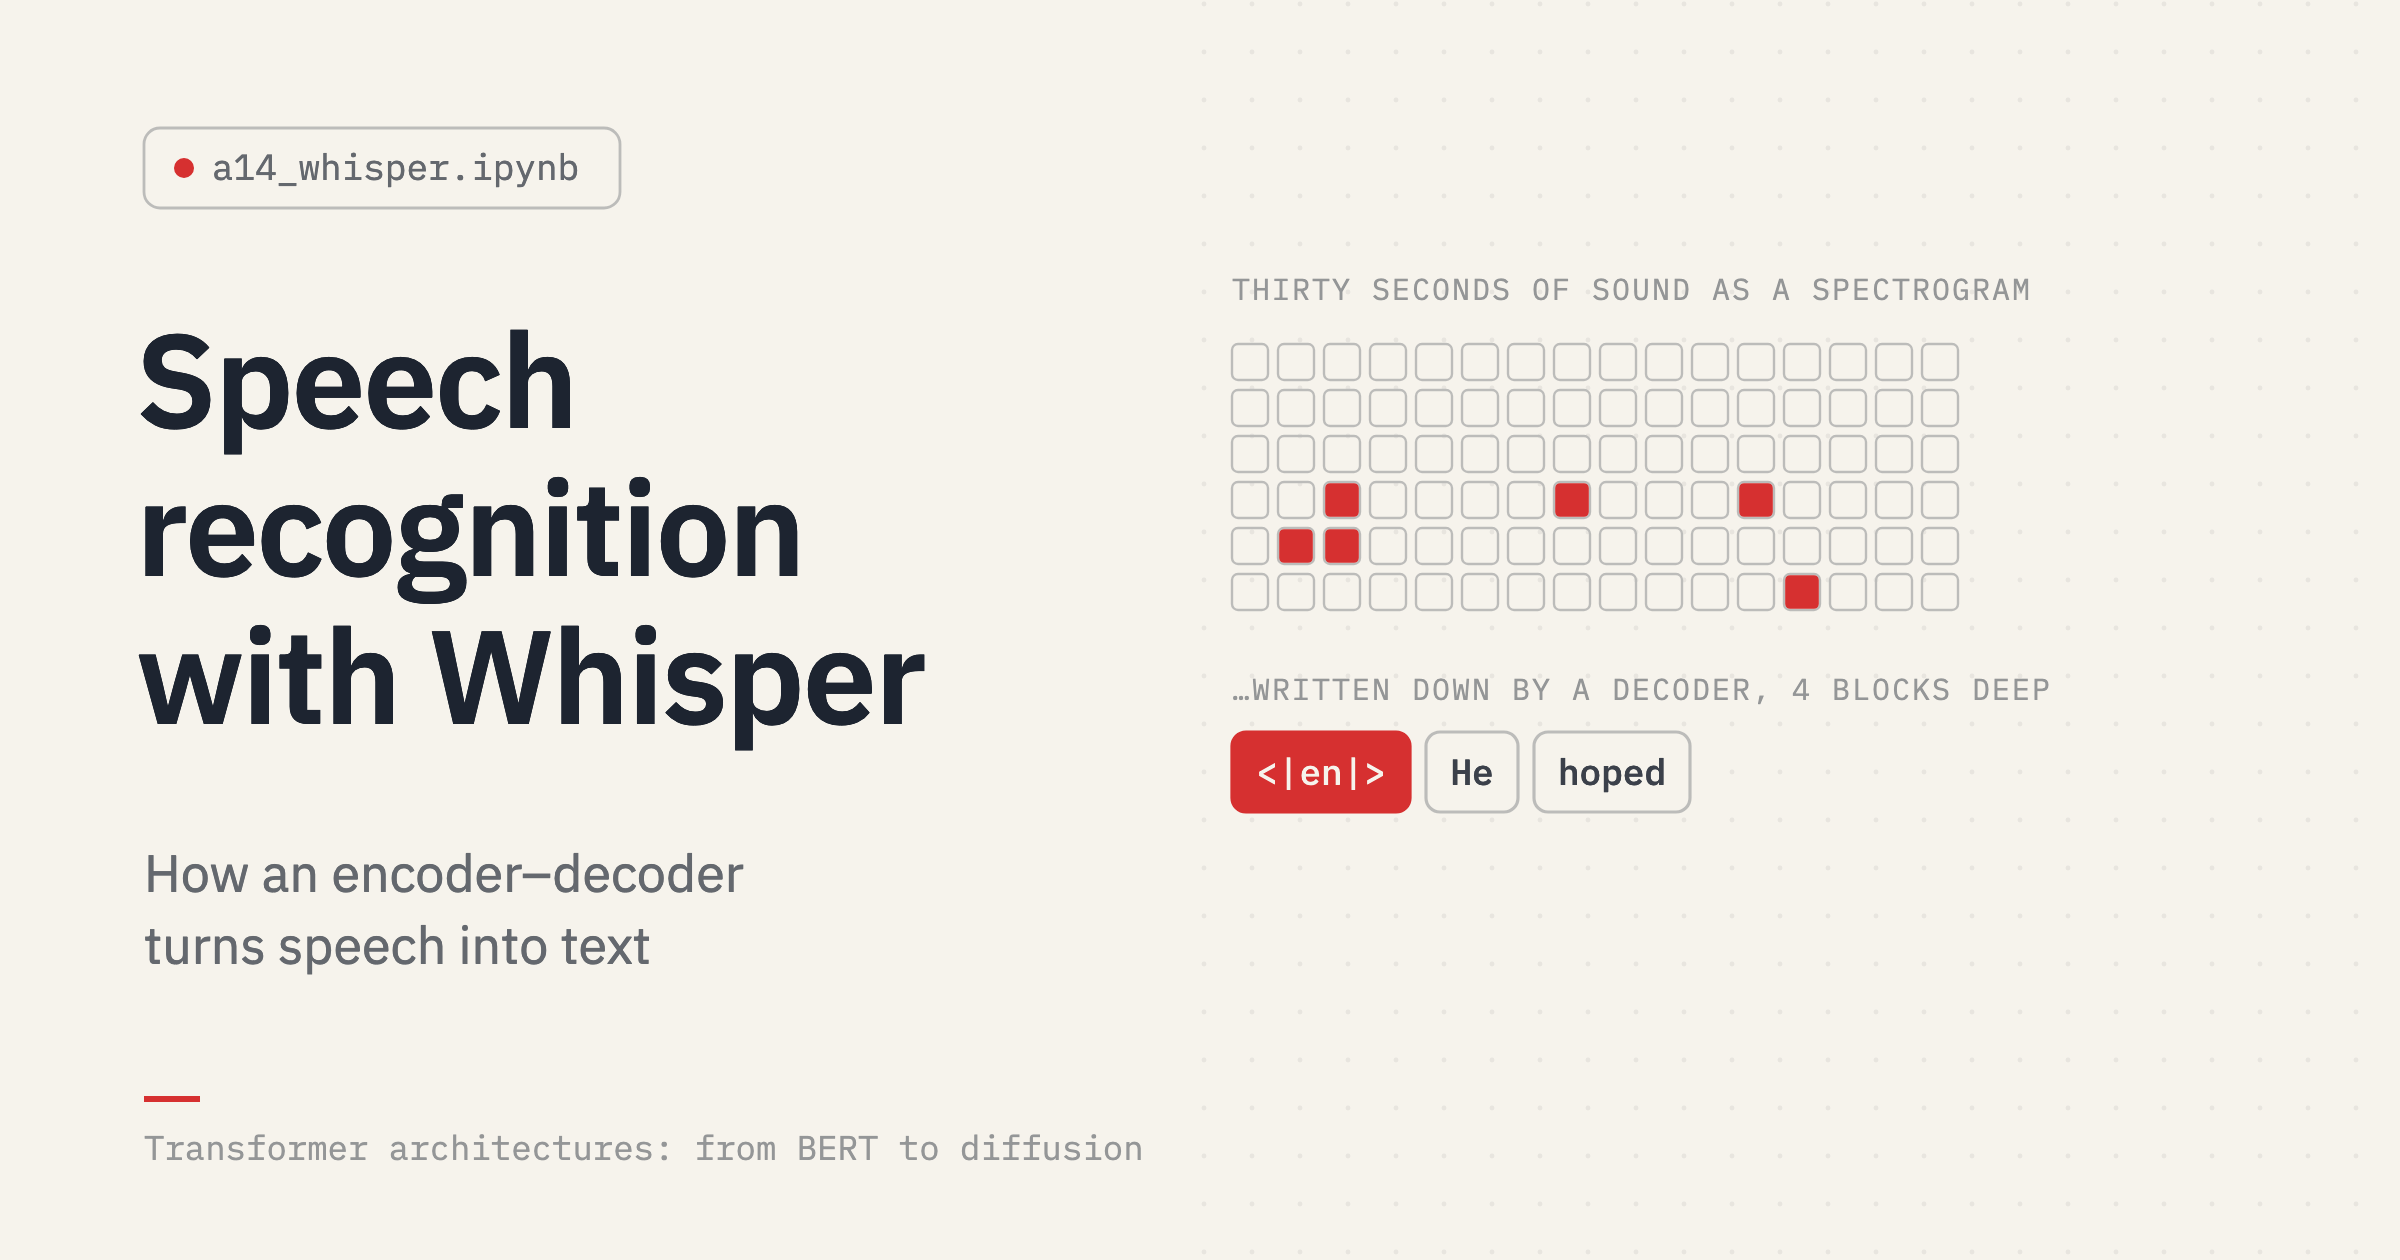 a14_whisper.ipynb
Speech
recognition
with Whisper
How an encoder–decoder
turns speech into text
Transformer architectures: from BERT to diffusion
THIRTY SECONDS OF SOUND AS A SPECTROGRAM
…WRITTEN DOWN BY A DECODER, 4 BLOCKS DEEP
<|en|> He hoped